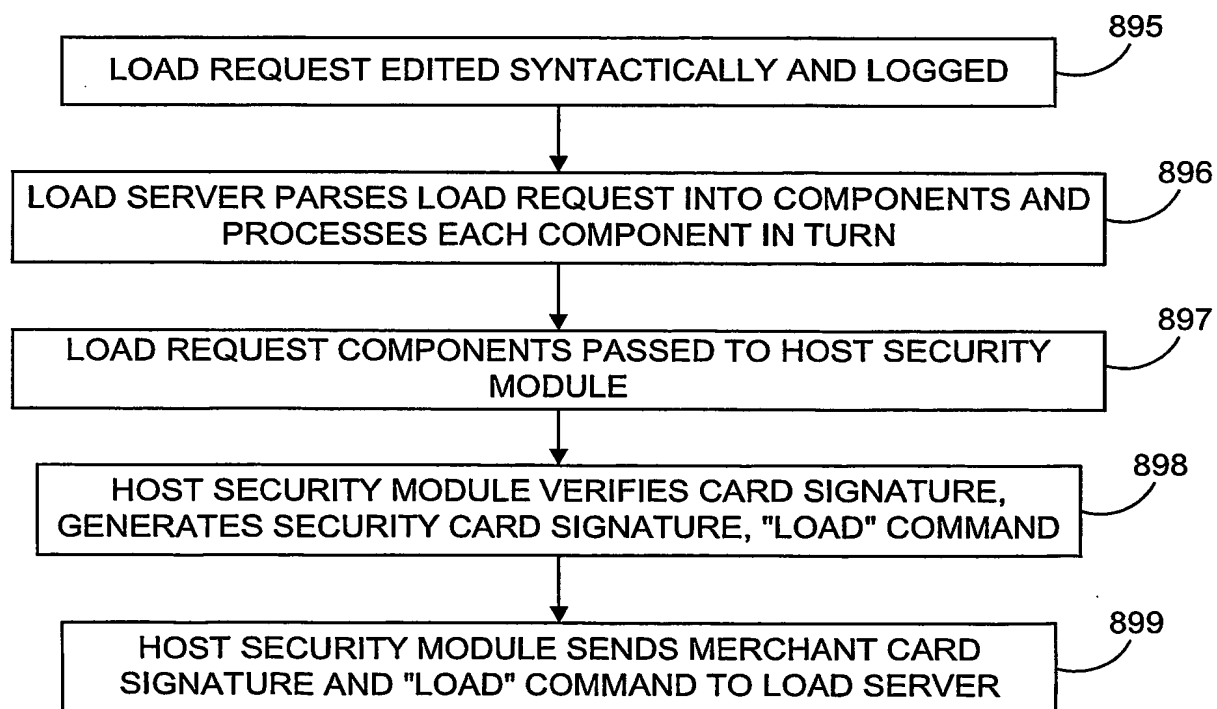 895
LOAD REQUEST EDITED SYNTACTICALLY AND LOGGED
896
LOAD SERVER PARSES LOAD REQUEST INTO COMPONENTS AND
PROCESSES EACH COMPONENT IN TURN
897
LOAD REQUEST COMPONENTS PASSED TO HOST SECURITY
MODULE
898
HOST SECURITY MODULE VERIFIES CARD SIGNATURE,
GENERATES SECURITY CARD SIGNATURE, "LOAD" COMMAND
899
HOST SECURITY MODULE SENDS MERCHANT CARD
SIGNATURE AND "LOAD" COMMAND TO LOAD SERVER